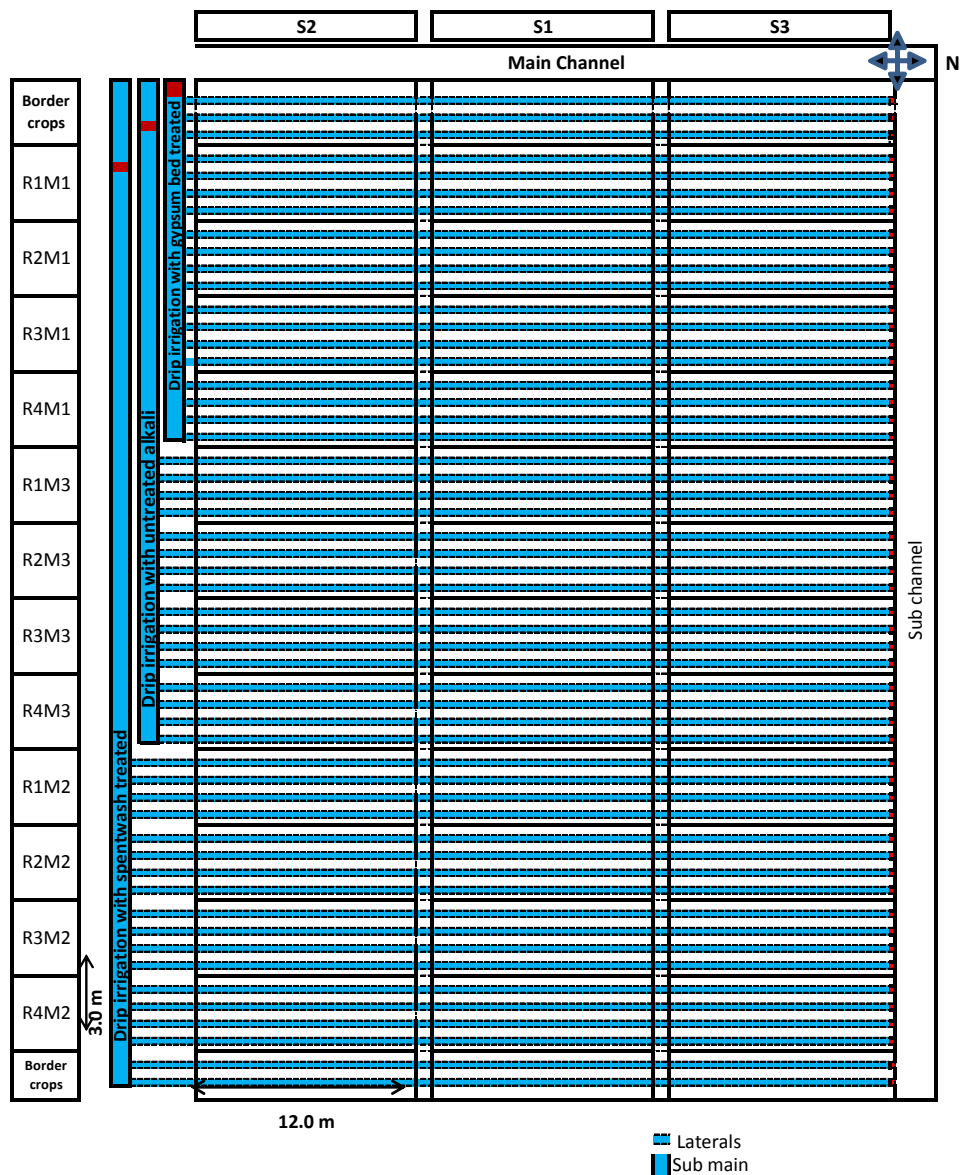 S2 S1 S3
Main Channel
N
Border
crops
R1M1
R2M1
R3M1
R4M1
R1M3
R2M3
R3M3
R4M3
R1M2
R2M2
R3M2
R4M2
Border
crops
Drip irrigation with spentwash treated
Drip irrigation with untreated alkali
Drip irrigation with gypsum bed treated
Sub channel
3.0 m
12.0 m
Laterals
Sub main